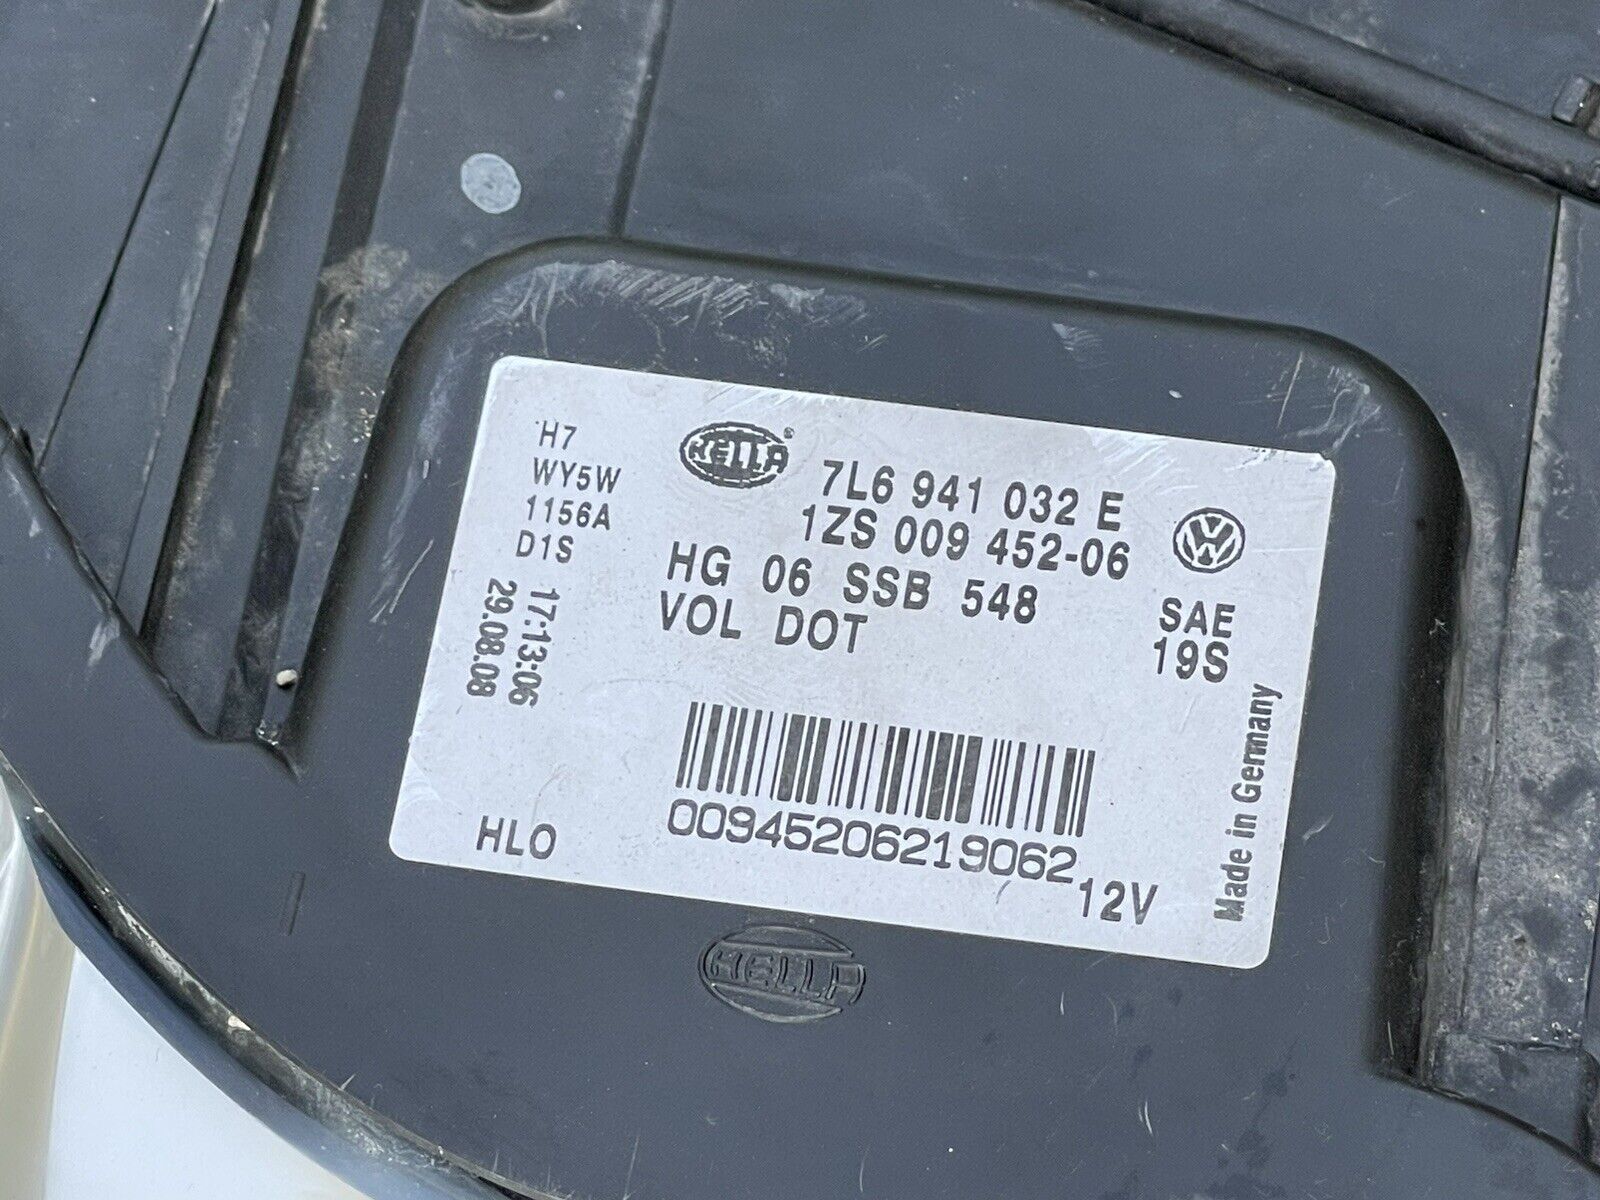 H7
WY5W
1156A
D1S
17:13:06
29.08.08
HELLA®
7L6 941 032 E
1ZS 009 452-06
HG 06 SSB 548
VOL DOT
VW
SAE
19S
Made in Germany
00945206219062
12V
HLO
HELLA